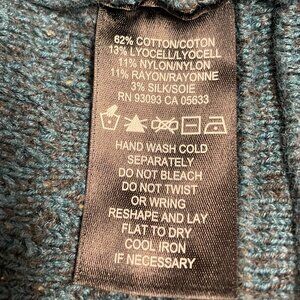 62% COTTON/COTON
13% LYOCELL/LYOCELL
11% NYLON/NYLON
11% RAYON/RAYONNE
3% SILK/SOIE
RN 93093 CA 05633
HAND WASH COLD
SEPARATELY
DO NOT BLEACH
DO NOT TWIST
OR WRING
RESHAPE AND LAY
FLAT TO DRY
COOL IRON
IF NECESSARY